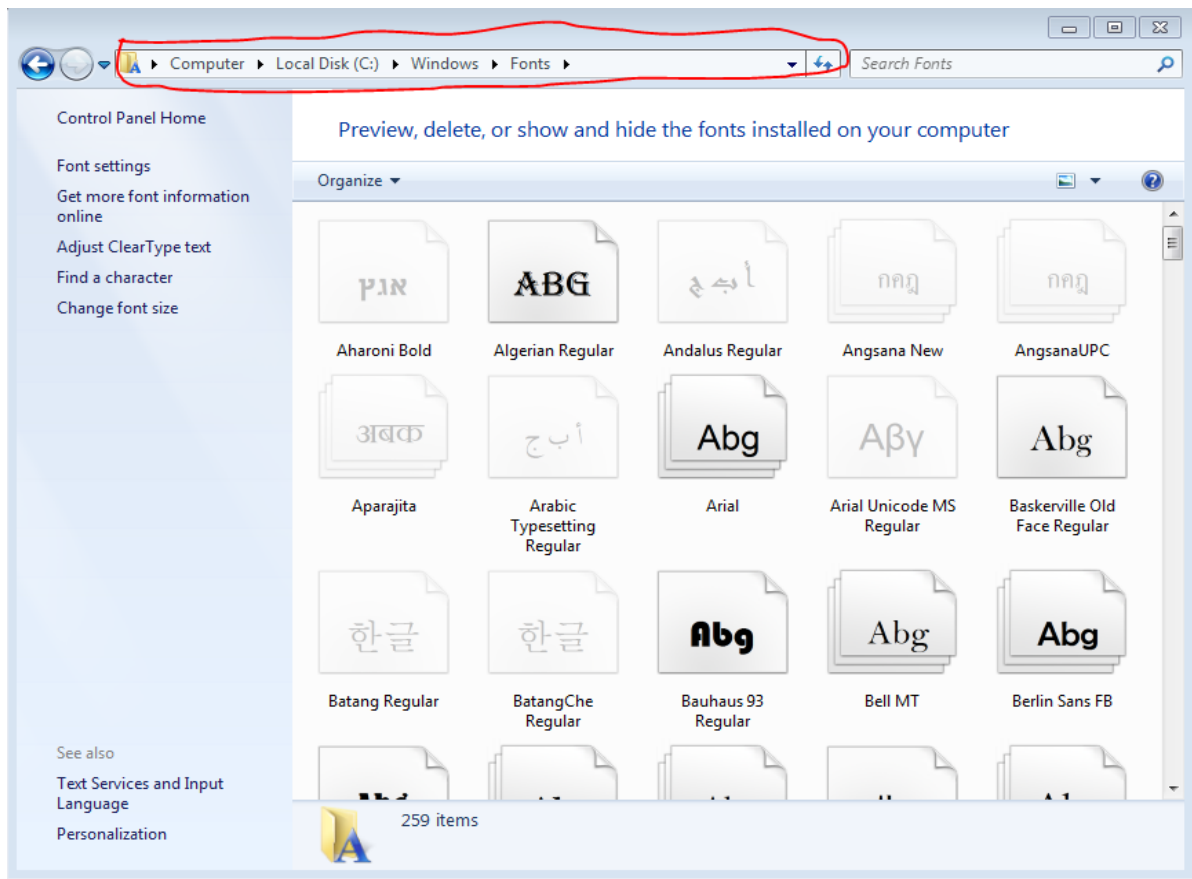 Computer Local Disk (C:) Windows Fonts
Search Fonts
Control Panel Home
Font settings
Get more font information
online
Adjust ClearType text
Find a character
Change font size
See also
Text Services and Input
Language
Personalization
Preview, delete, or show and hide the fonts installed on your computer
Organize
אנץ
Aharoni Bold
ABG
Algerian Regular
أ ب ج
Andalus Regular
กคฎ
Angsana New
กคฎ
AngsanaUPC
अबक
Aparajita
أ ب ج
Arabic
Typesetting
Regular
Abg
Arial
Αβγ
Arial Unicode MS
Regular
Abg
Baskerville Old
Face Regular
한글
Batang Regular
한글
BatangChe
Regular
Abg
Bauhaus 93
Regular
Abg
Bell MT
Abg
Berlin Sans FB
259 items